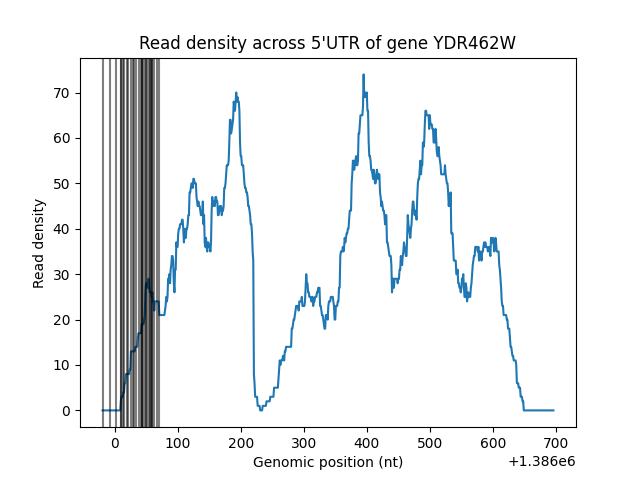 Read density across 5'UTR of gene YDR462W
Read density
70
60
50
40
30
20
10
0
0 100 200 300 400 500 600 700
Genomic position (nt)
+1.386e6